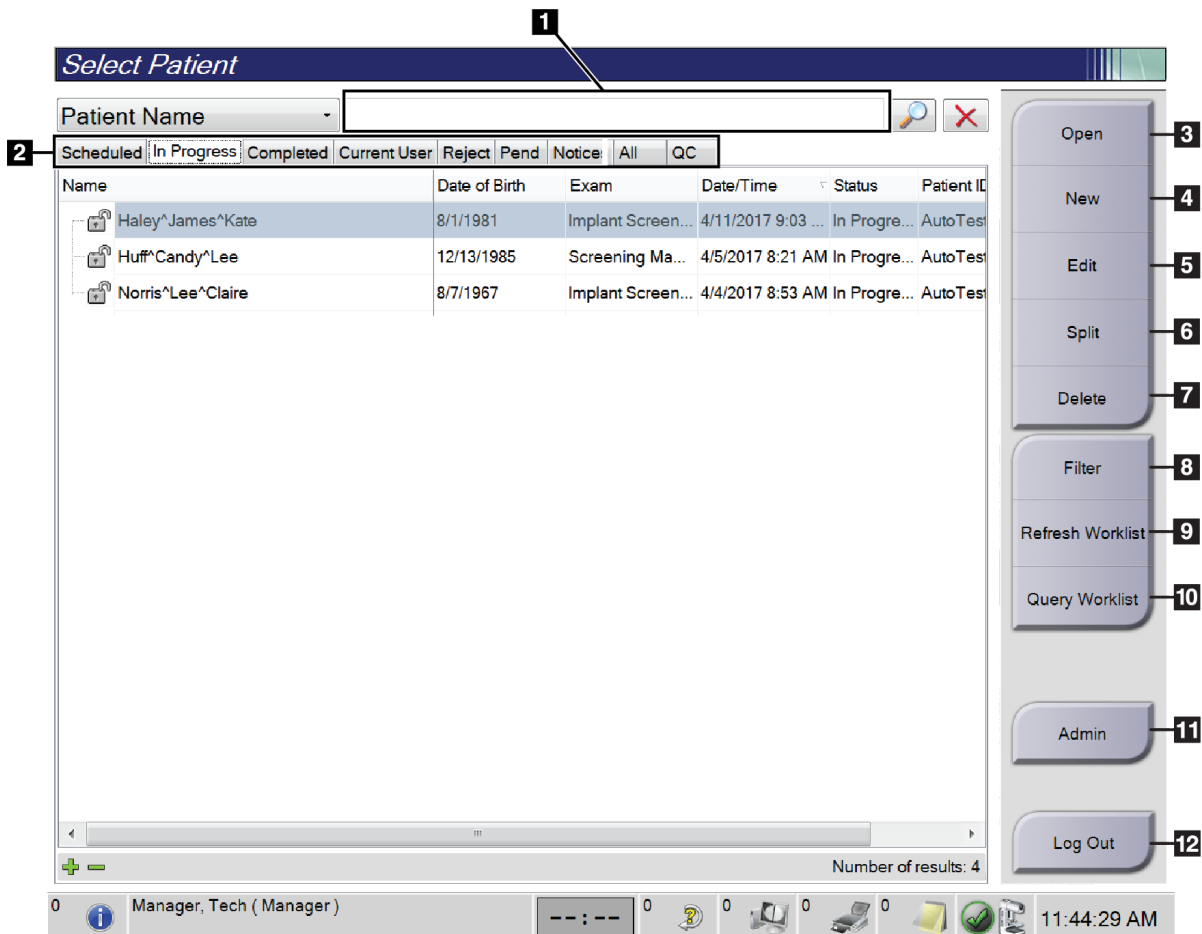 1
Select Patient
Patient Name
2
Scheduled In Progress Completed Current User Reject Pend Notice All QC
Name Date of Birth Exam Date/Time Status Patient ID
Haley^James^Kate 8/1/1981 Implant Screen... 4/11/2017 9:03 ... In Progre... AutoTest
Huff^Candy^Lee 12/13/1985 Screening Ma... 4/5/2017 8:21 AM In Progre... AutoTest
Norris^Lee^Claire 8/7/1967 Implant Screen... 4/4/2017 8:53 AM In Progre... AutoTest
Number of results: 4
Open 3
New 4
Edit 5
Split 6
Delete 7
Filter 8
Refresh Worklist 9
Query Worklist 10
Admin 11
Log Out 12
0 Manager, Tech ( Manager ) --:-- 0 0 0 0 11:44:29 AM